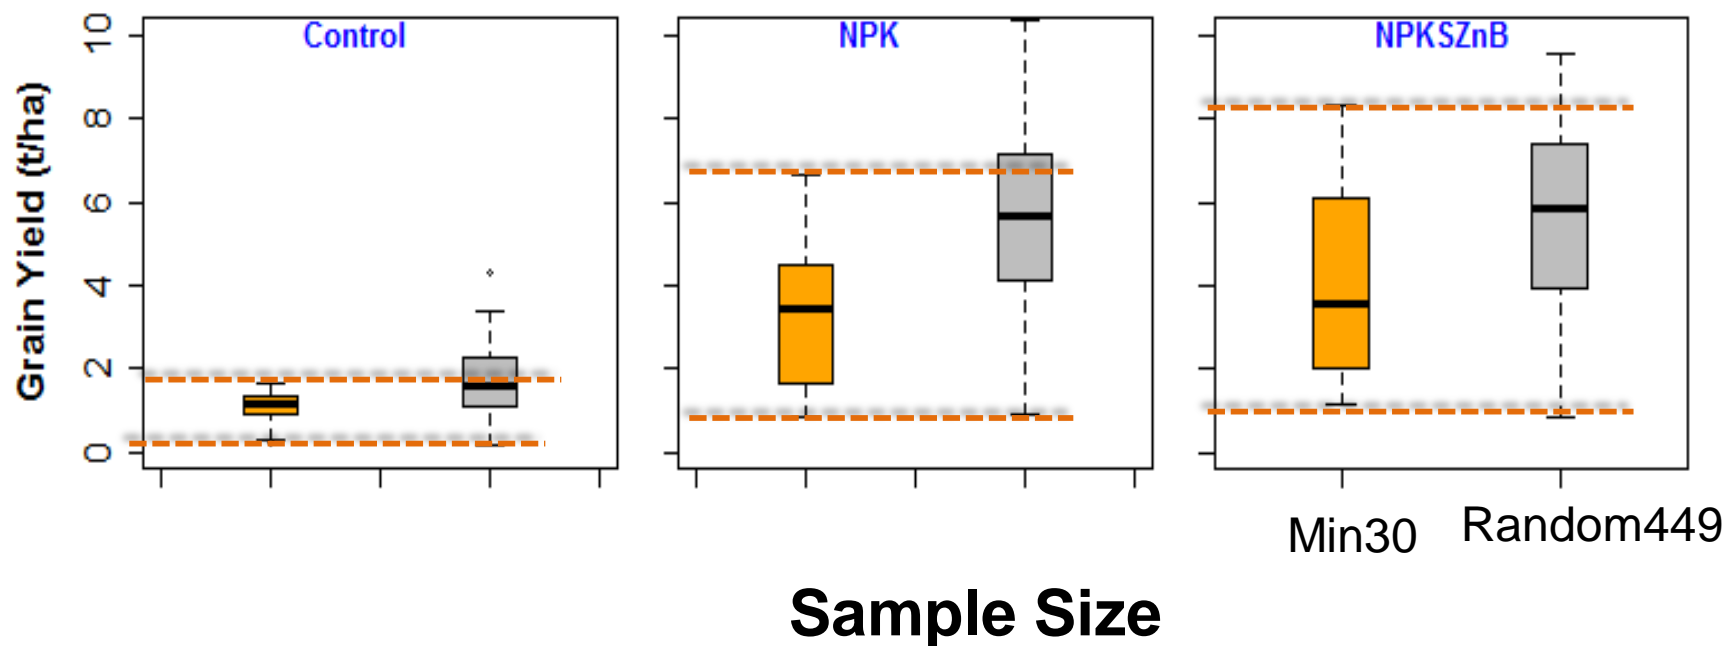 Control
NPK
NPKSZnB
Grain Yield (t/ha)
10
8
6
4
2
0
Min30
Random449
Sample Size